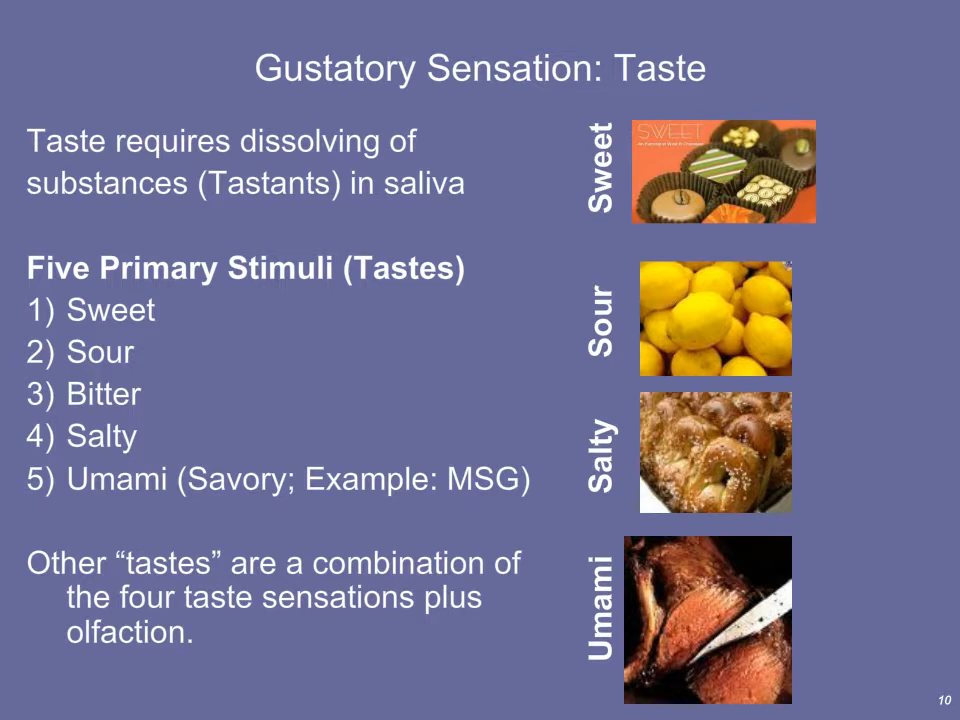 Gustatory Sensation: Taste
Taste requires dissolving of
substances (Tastants) in saliva
Five Primary Stimuli (Tastes)
1) Sweet
2) Sour
3) Bitter
4) Salty
5) Umami (Savory; Example: MSG)
Other “tastes” are a combination of
the four taste sensations plus
olfaction.
Sweet
SWEET
Sour
Salty
Umami
10